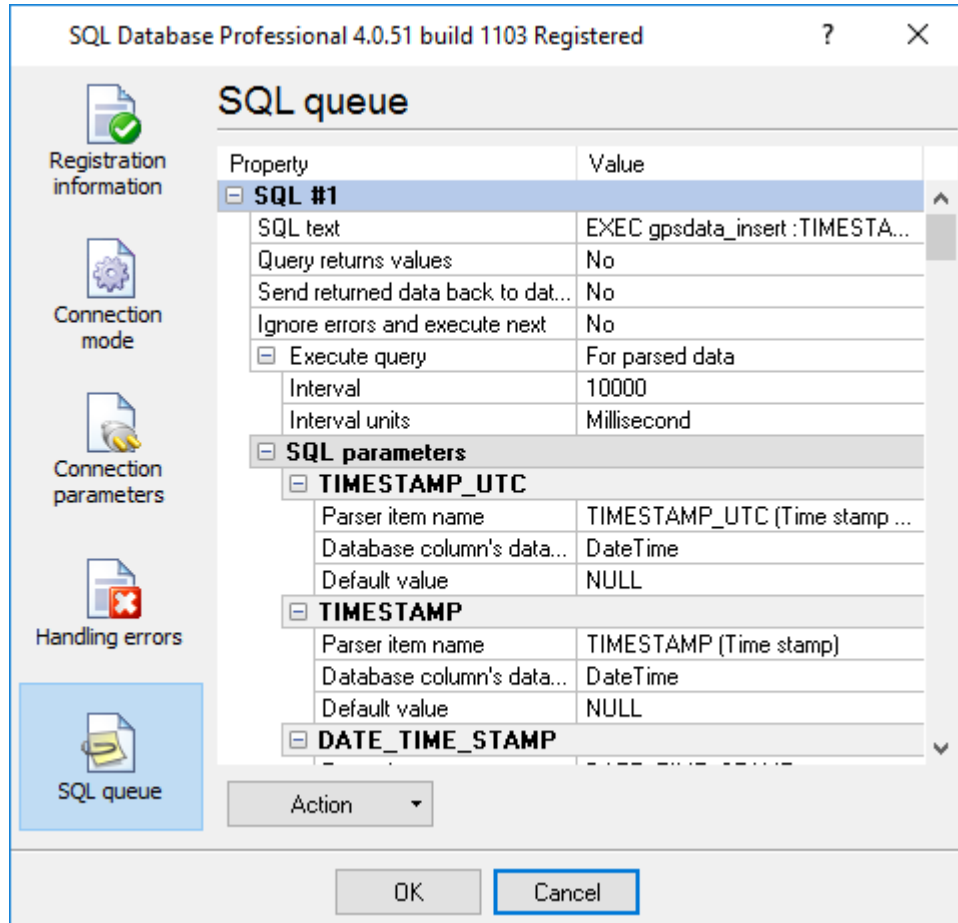 SQL Database Professional 4.0.51 build 1103 Registered ?
Registration
information
Connection
mode
Connection
parameters
Handling errors
SQL queue
SQL queue
Property Value
SQL #1
SQL text EXEC gpsdata_insert :TIMESTA...
Query returns values No
Send returned data back to dat... No
Ignore errors and execute next No
Execute query For parsed data
Interval 10000
Interval units Millisecond
SQL parameters
TIMESTAMP_UTC
Parser item name TIMESTAMP_UTC (Time stamp ...
Database column's data... DateTime
Default value NULL
TIMESTAMP
Parser item name TIMESTAMP (Time stamp)
Database column's data... DateTime
Default value NULL
DATE_TIME_STAMP
Action
OK Cancel